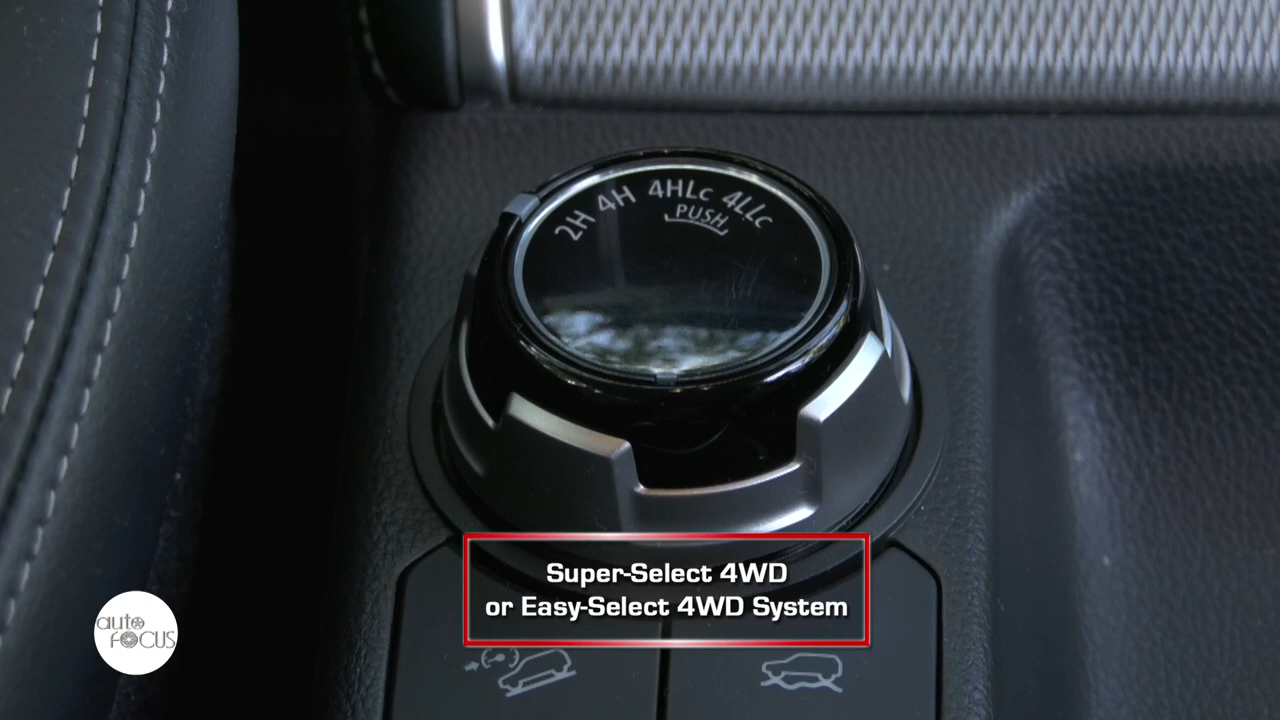 2H 4H 4HLc 4LLc
PUSH
Super-Select 4WD
or Easy-Select 4WD System
auto
FOCUS